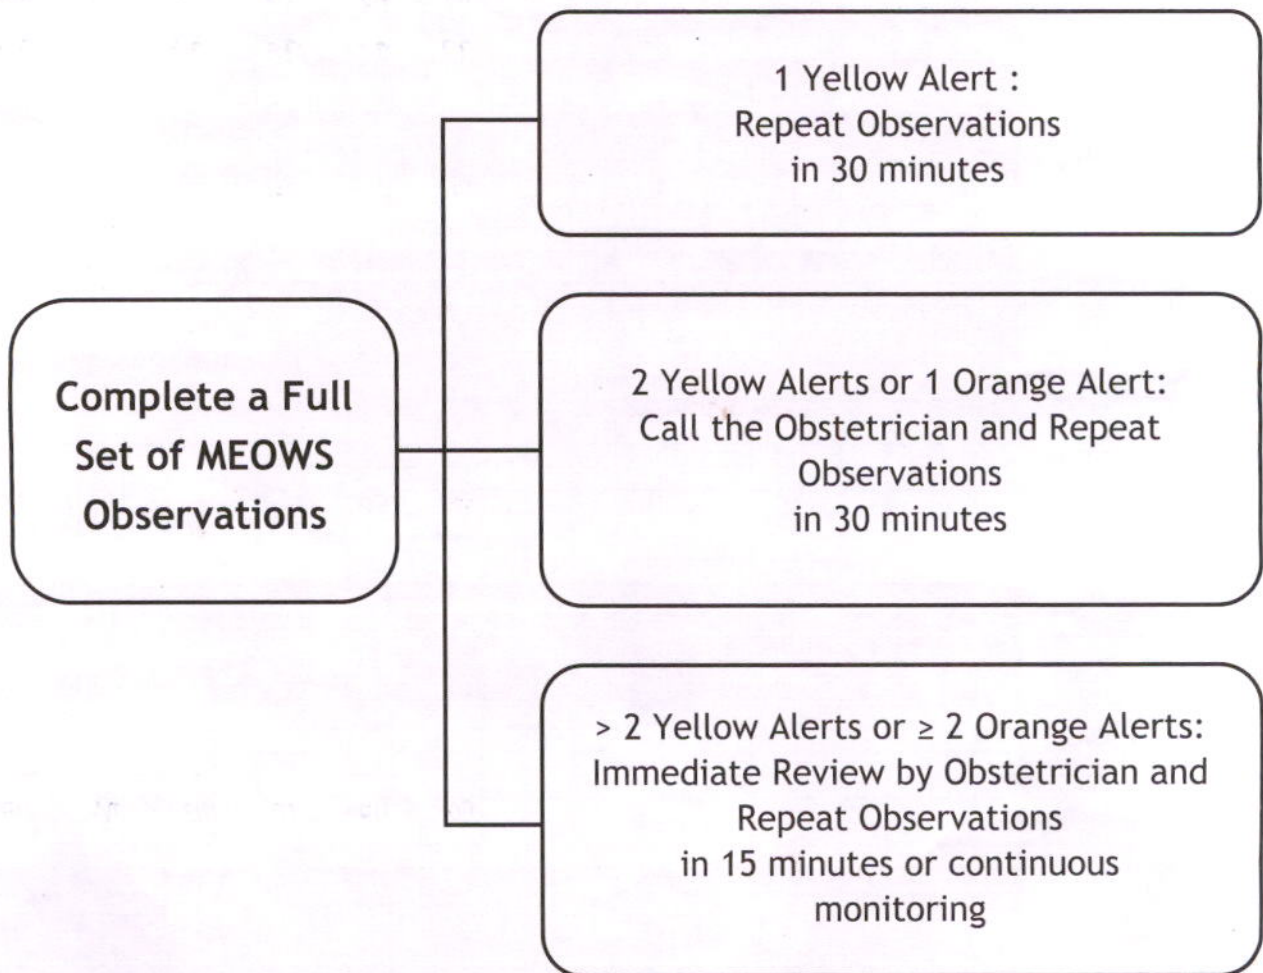 Complete a Full
Set of MEOWS
Observations
1 Yellow Alert :
Repeat Observations
in 30 minutes
2 Yellow Alerts or 1 Orange Alert:
Call the Obstetrician and Repeat
Observations
in 30 minutes
> 2 Yellow Alerts or ≥ 2 Orange Alerts:
Immediate Review by Obstetrician and
Repeat Observations
in 15 minutes or continuous
monitoring